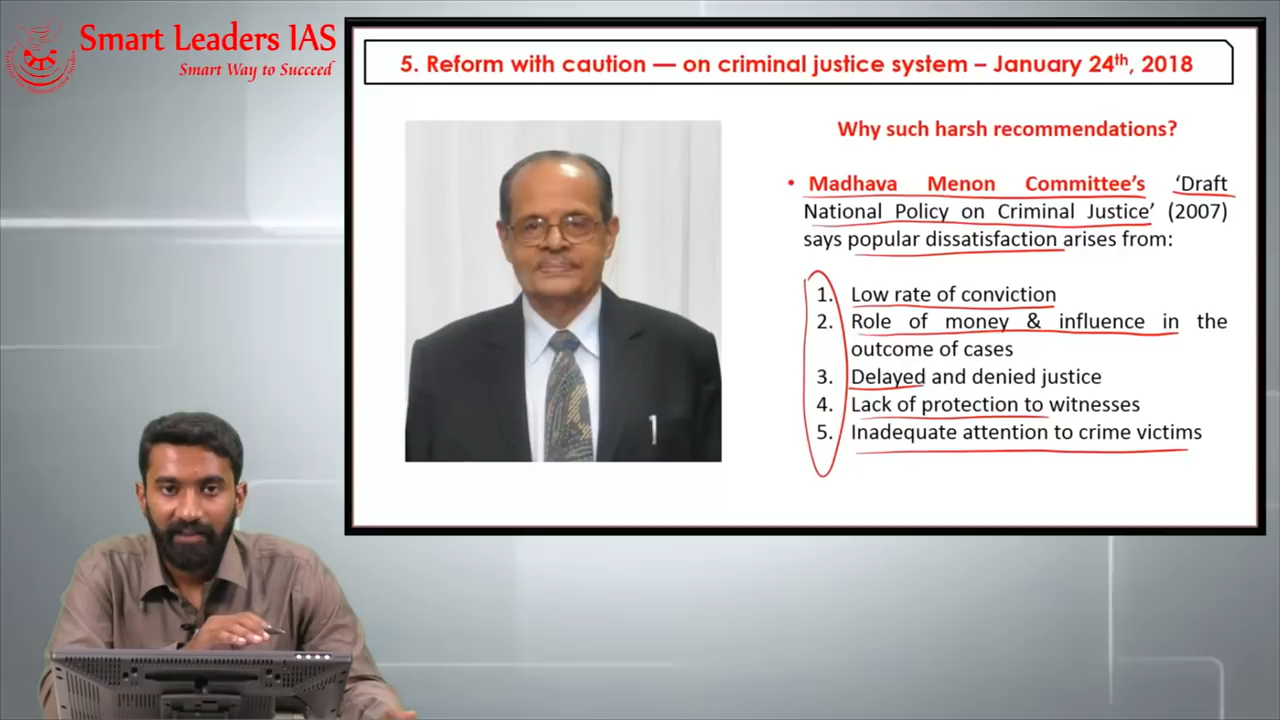 Smart Leaders IAS
Smart Way to Succeed
5. Reform with caution — on criminal justice system – January 24th, 2018
Why such harsh recommendations?
• Madhava Menon Committee's 'Draft
National Policy on Criminal Justice' (2007)
says popular dissatisfaction arises from:
1. Low rate of conviction
2. Role of money & influence in the
outcome of cases
3. Delayed and denied justice
4. Lack of protection to witnesses
5. Inadequate attention to crime victims